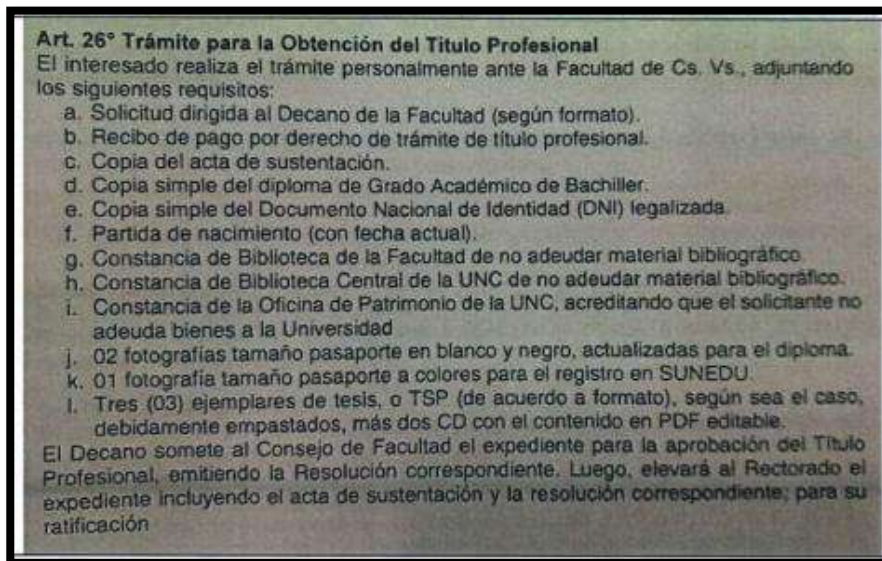 Art. 26° Trámite para la Obtención del Titulo Profesional
El interesado realiza el trámite personalmente ante la Facultad de Cs. Vs., adjuntando
los siguientes requisitos:
a. Solicitud dirigida al Decano de la Facultad (según formato).
b. Recibo de pago por derecho de trámite de título profesional.
c. Copia del acta de sustentación.
d. Copia simple del diploma de Grado Académico de Bachiller.
e. Copia simple del Documento Nacional de Identidad (DNI) legalizada.
f. Partida de nacimiento (con fecha actual).
g. Constancia de Biblioteca de la Facultad de no adeudar material bibliográfico.
h. Constancia de Biblioteca Central de la UNC de no adeudar material bibliográfico.
i. Constancia de la Oficina de Patrimonio de la UNC, acreditando que el solicitante no
adeuda bienes a la Universidad
j. 02 fotografías tamaño pasaporte en blanco y negro, actualizadas para el diploma.
k. 01 fotografía tamaño pasaporte a colores para el registro en SUNEDU.
l. Tres (03) ejemplares de tesis, o TSP (de acuerdo a formato), según sea el caso,
debidamente empastados, más dos CD con el contenido en PDF editable.
El Decano somete al Consejo de Facultad el expediente para la aprobación del Título
Profesional, emitiendo la Resolución correspondiente. Luego, elevará al Rectorado el
expediente incluyendo el acta de sustentación y la resolución correspondiente; para su
ratificación